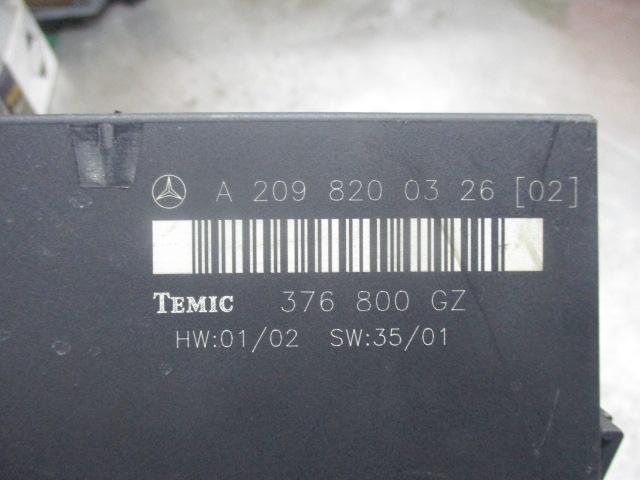 A 209 820 03 26 [02]
TEMIC 376 800 GZ
HW:01/02 SW:35/01